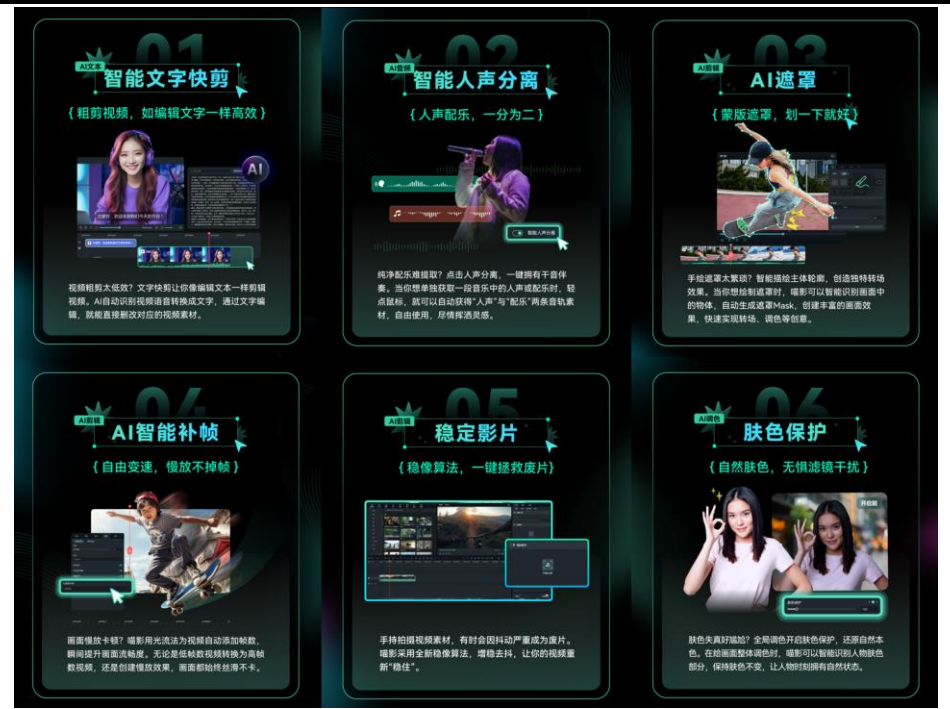 01
AI文本
智能文字快剪
{粗剪视频，如编辑文字一样高效}
AI
视频粗剪太低效？文字快剪让你像编辑文本一样剪辑
视频。AI自动识别视频语音转换成文字，通过文字编
辑，就能直接删改对应的视频素材。
02
AI音频
智能人声分离
{人声配乐，一分为二}
智能人声分离
纯净配乐难提取？点击人声分离，一键拥有干音伴
奏。当你想单独获取一段音乐中的人声或配乐时，轻
点鼠标，就可以自动获得“人声”与“配乐”两条音轨素
材，自由使用，尽情挥洒灵感。
03
AI剪辑
AI遮罩
{蒙版遮罩，划一下就好}
手绘遮罩太繁琐？智能描绘主体轮廓，创造独特转场
效果。当你想绘制遮罩时，喵影可以智能识别画面中
的物体，自动生成遮罩Mask，创建丰富的画面效
果，快速实现转场、调色等创意。
04
AI剪辑
AI智能补帧
{自由变速，慢放不掉帧}
画面慢放卡顿？喵影用光流法为视频自动添加帧数，
瞬间提升画面流畅度。无论是低帧数视频转换为高帧
数视频，还是创建慢放效果，画面都始终丝滑不卡。
05
AI剪辑
稳定影片
{稳像算法，一键拯救废片}
手持拍摄视频素材，有时会因抖动严重成为废片。
喵影采用全新稳像算法，增稳去抖，让你的视频重
新“稳住”。
06
AI调色
肤色保护
{自然肤色，无惧滤镜干扰}
开启前
肤色保护
肤色失真好尴尬？全局调色开启肤色保护，还原自然本
色。在给画面整体调色时，喵影可以智能识别人物肤色
部分，保持肤色不变，让人物时刻拥有自然状态。